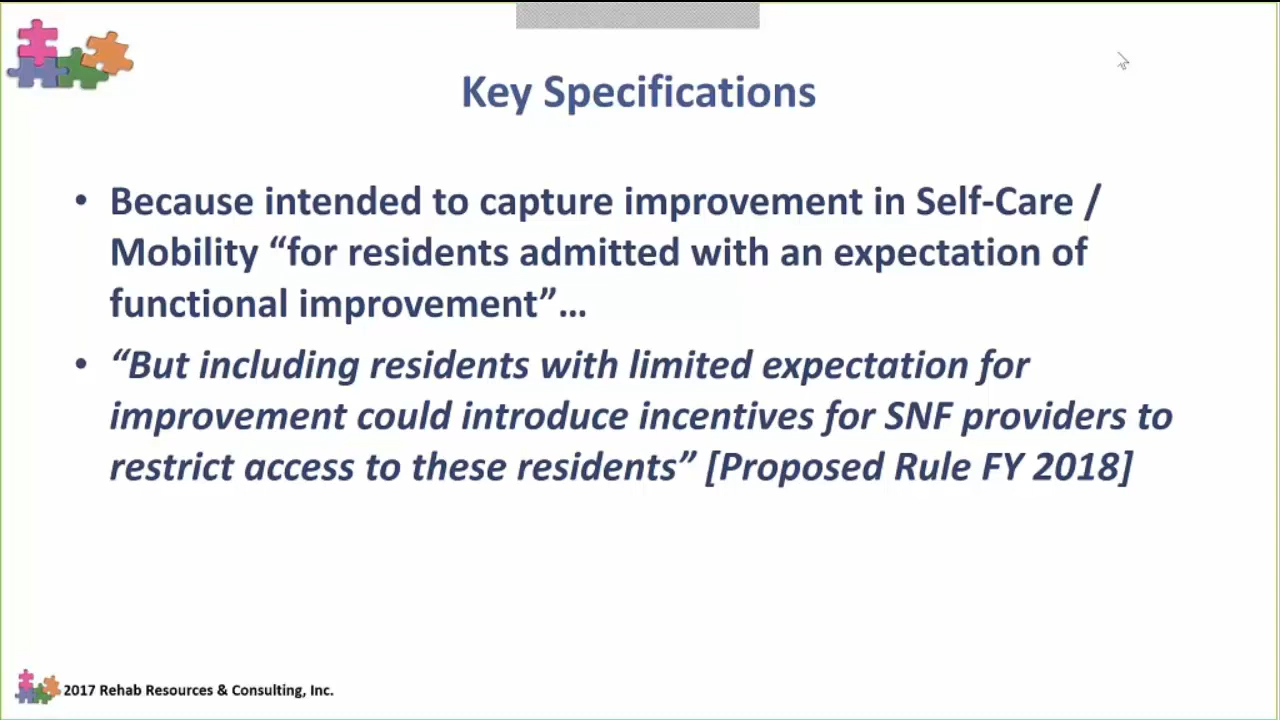 Key Specifications
• Because intended to capture improvement in Self-Care /
Mobility “for residents admitted with an expectation of
functional improvement”…
• “But including residents with limited expectation for
improvement could introduce incentives for SNF providers to
restrict access to these residents” [Proposed Rule FY 2018]
2017 Rehab Resources & Consulting, Inc.